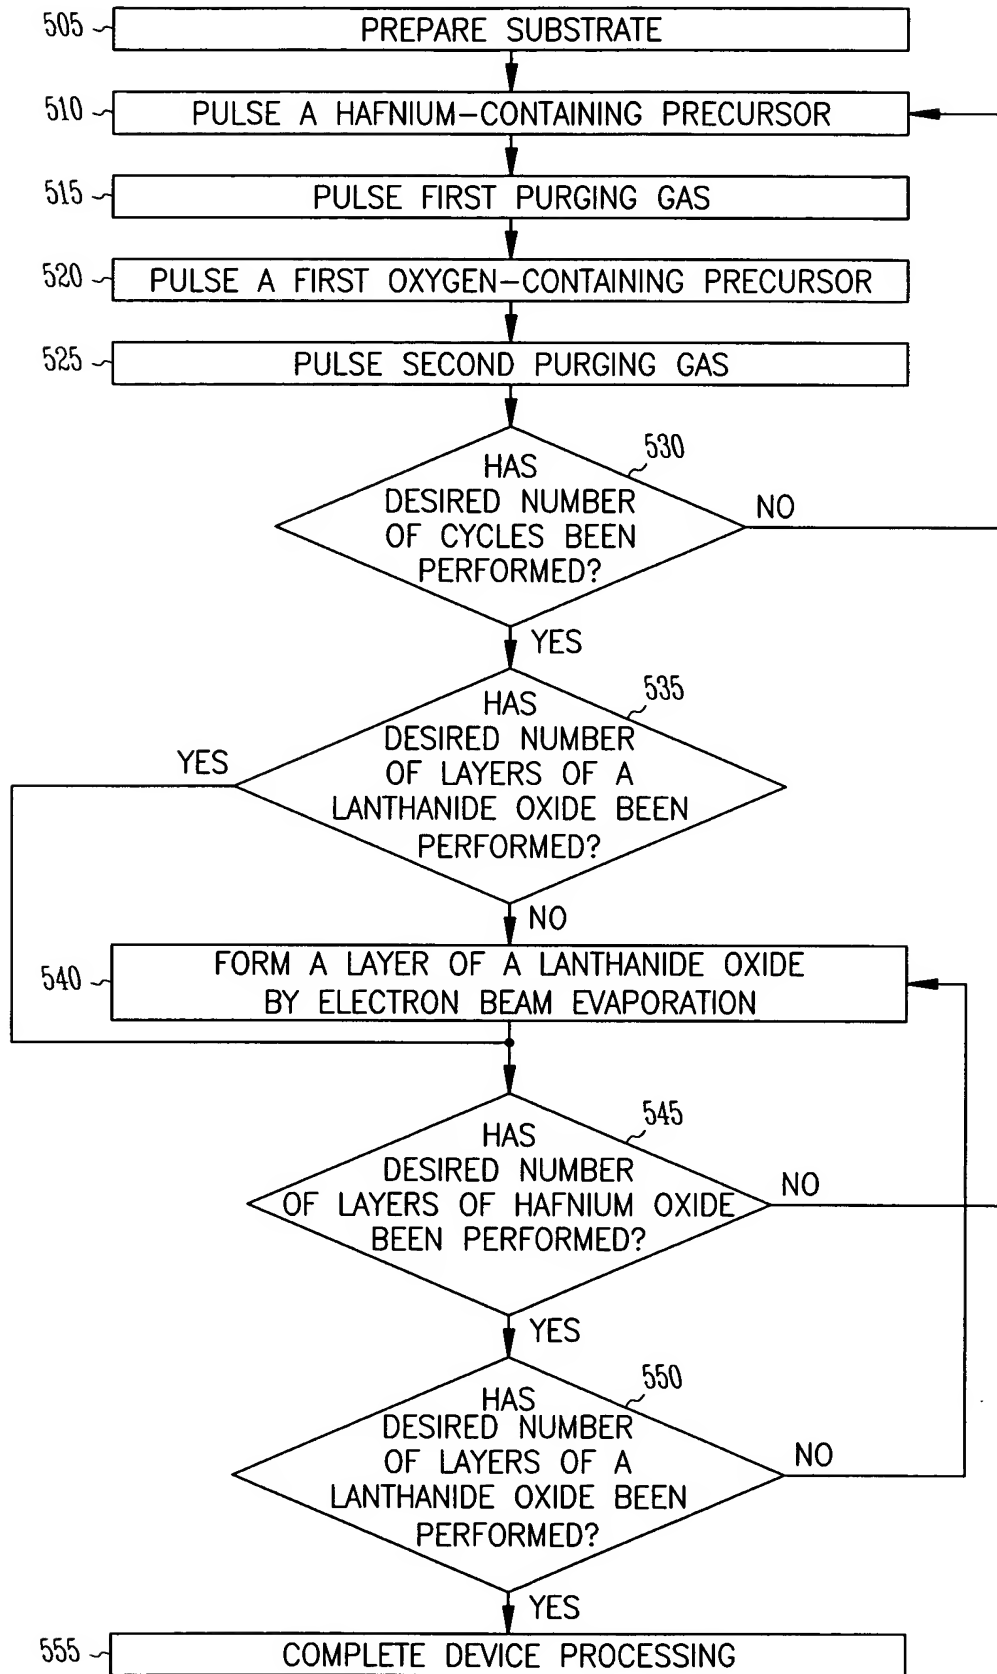 505
PREPARE SUBSTRATE
510
PULSE A HAFNIUM-CONTAINING PRECURSOR
515
PULSE FIRST PURGING GAS
520
PULSE A FIRST OXYGEN-CONTAINING PRECURSOR
525
PULSE SECOND PURGING GAS
530
HAS
DESIRED NUMBER
OF CYCLES BEEN
PERFORMED?
NO
YES
535
HAS
DESIRED NUMBER
OF LAYERS OF A
LANTHANIDE OXIDE BEEN
PERFORMED?
YES
NO
540
FORM A LAYER OF A LANTHANIDE OXIDE
BY ELECTRON BEAM EVAPORATION
545
HAS
DESIRED NUMBER
OF LAYERS OF HAFNIUM OXIDE
BEEN PERFORMED?
NO
YES
550
HAS
DESIRED NUMBER
OF LAYERS OF A
LANTHANIDE OXIDE BEEN
PERFORMED?
NO
YES
555
COMPLETE DEVICE PROCESSING